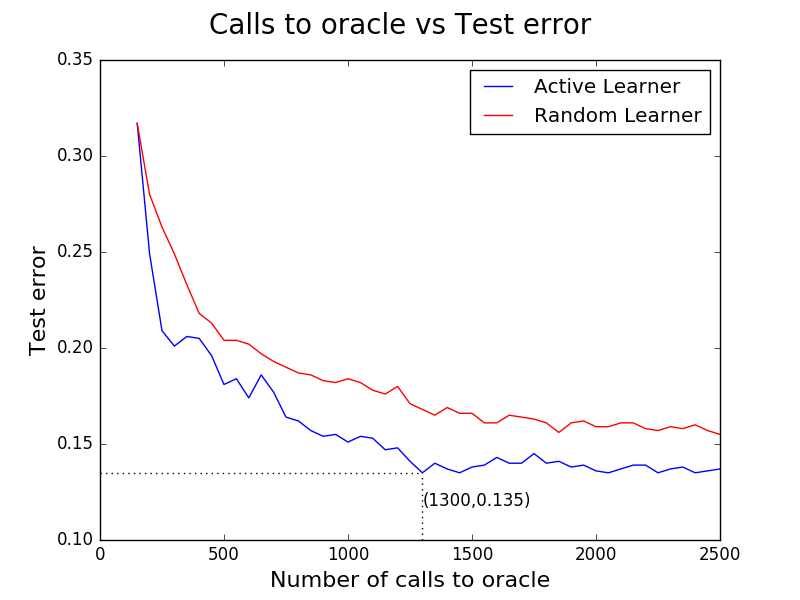 Calls to oracle vs Test error
Active Learner
Random Learner
Test error
0.35
0.30
0.25
0.20
0.15
0.10
(1300,0.135)
0
500
1000
1500
2000
2500
Number of calls to oracle